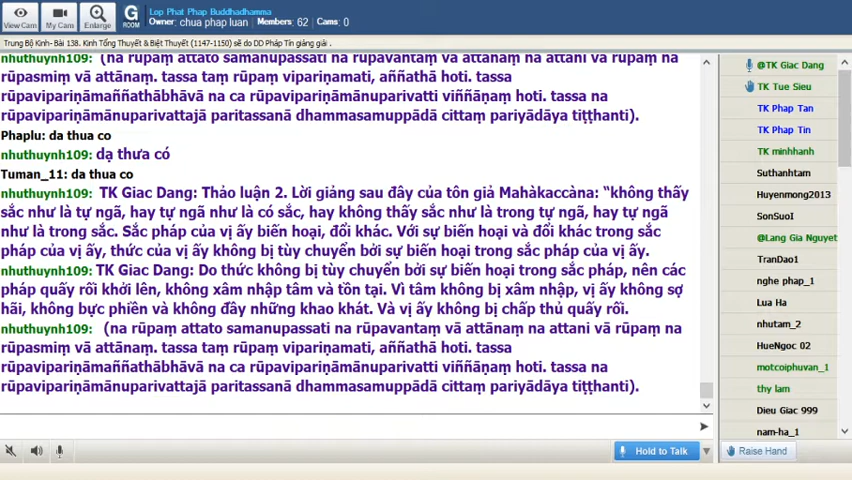 View Cam
My Cam
Enlarge
G
ROOM
Lop Phat Phap Buddhadhamma
Owner: chua phap luan , Members: 62 , Cams: 0
Trung Bộ Kinh- Bài 138. Kinh Tổng Thuyết & Biệt Thuyết (1147-1150) sẽ do DD Pháp Tín giảng giải .
nhuthuynh109: (na rūpaṃ attato samanupassati na rūpavantaṃ vā attānaṃ na attani vā rūpaṃ na
rūpasmiṃ vā attānaṃ. tassa taṃ rūpaṃ vipariṇamati, aññathā hoti. tassa
rūpavipariṇāmaññathābhāvā na ca rūpavipariṇāmānuparivatti viññāṇaṃ hoti. tassa na
rūpavipariṇāmānuparivattajā paritassanā dhammasamuppādā cittaṃ pariyādāya tiṭṭhanti).
Phaplu: da thua co
nhuthuynh109: dạ thưa có
Tuman_11: da thua co
nhuthuynh109: TK Giac Dang: Thảo luận 2. Lời giảng sau đây của tôn giả Mahàkaccàna: “không thấy
sắc như là tự ngã, hay tự ngã như là có sắc, hay không thấy sắc như là trong tự ngã, hay tự ngã
như là trong sắc. Sắc pháp của vị ấy biến hoại, đổi khác. Với sự biến hoại và đổi khác trong sắc
pháp của vị ấy, thức của vị ấy không bị tùy chuyển bởi sự biến hoại trong sắc pháp của vị ấy.
nhuthuynh109: TK Giac Dang: Do thức không bị tùy chuyển bởi sự biến hoại trong sắc pháp, nên các
pháp quấy rối khởi lên, không xâm nhập tâm và tồn tại. Vì tâm không bị xâm nhập, vị ấy không sợ
hãi, không bực phiền và không đầy những khao khát. Và vị ấy không bị chấp thủ quấy rối.
nhuthuynh109: (na rūpaṃ attato samanupassati na rūpavantaṃ vā attānaṃ na attani vā rūpaṃ na
rūpasmiṃ vā attānaṃ. tassa taṃ rūpaṃ vipariṇamati, aññathā hoti. tassa
rūpavipariṇāmaññathābhāvā na ca rūpavipariṇāmānuparivatti viññāṇaṃ hoti. tassa na
rūpavipariṇāmānuparivattajā paritassanā dhammasamuppādā cittaṃ pariyādāya tiṭṭhanti).
@TK Giac Dang
TK Tue Sieu
TK Phap Tan
TK Phap Tin
TK minhhanh
Suthanhtam
Huyenmong2013
SonSuoI
@Lang Gia Nguyet
TranDao1
nghe phap_1
Lua Ha
nhutam_2
HueNgoc 02
motcoiphuvan_1
thy lam
Dieu Giac 999
nam-ha_1
Hold to Talk
Raise Hand